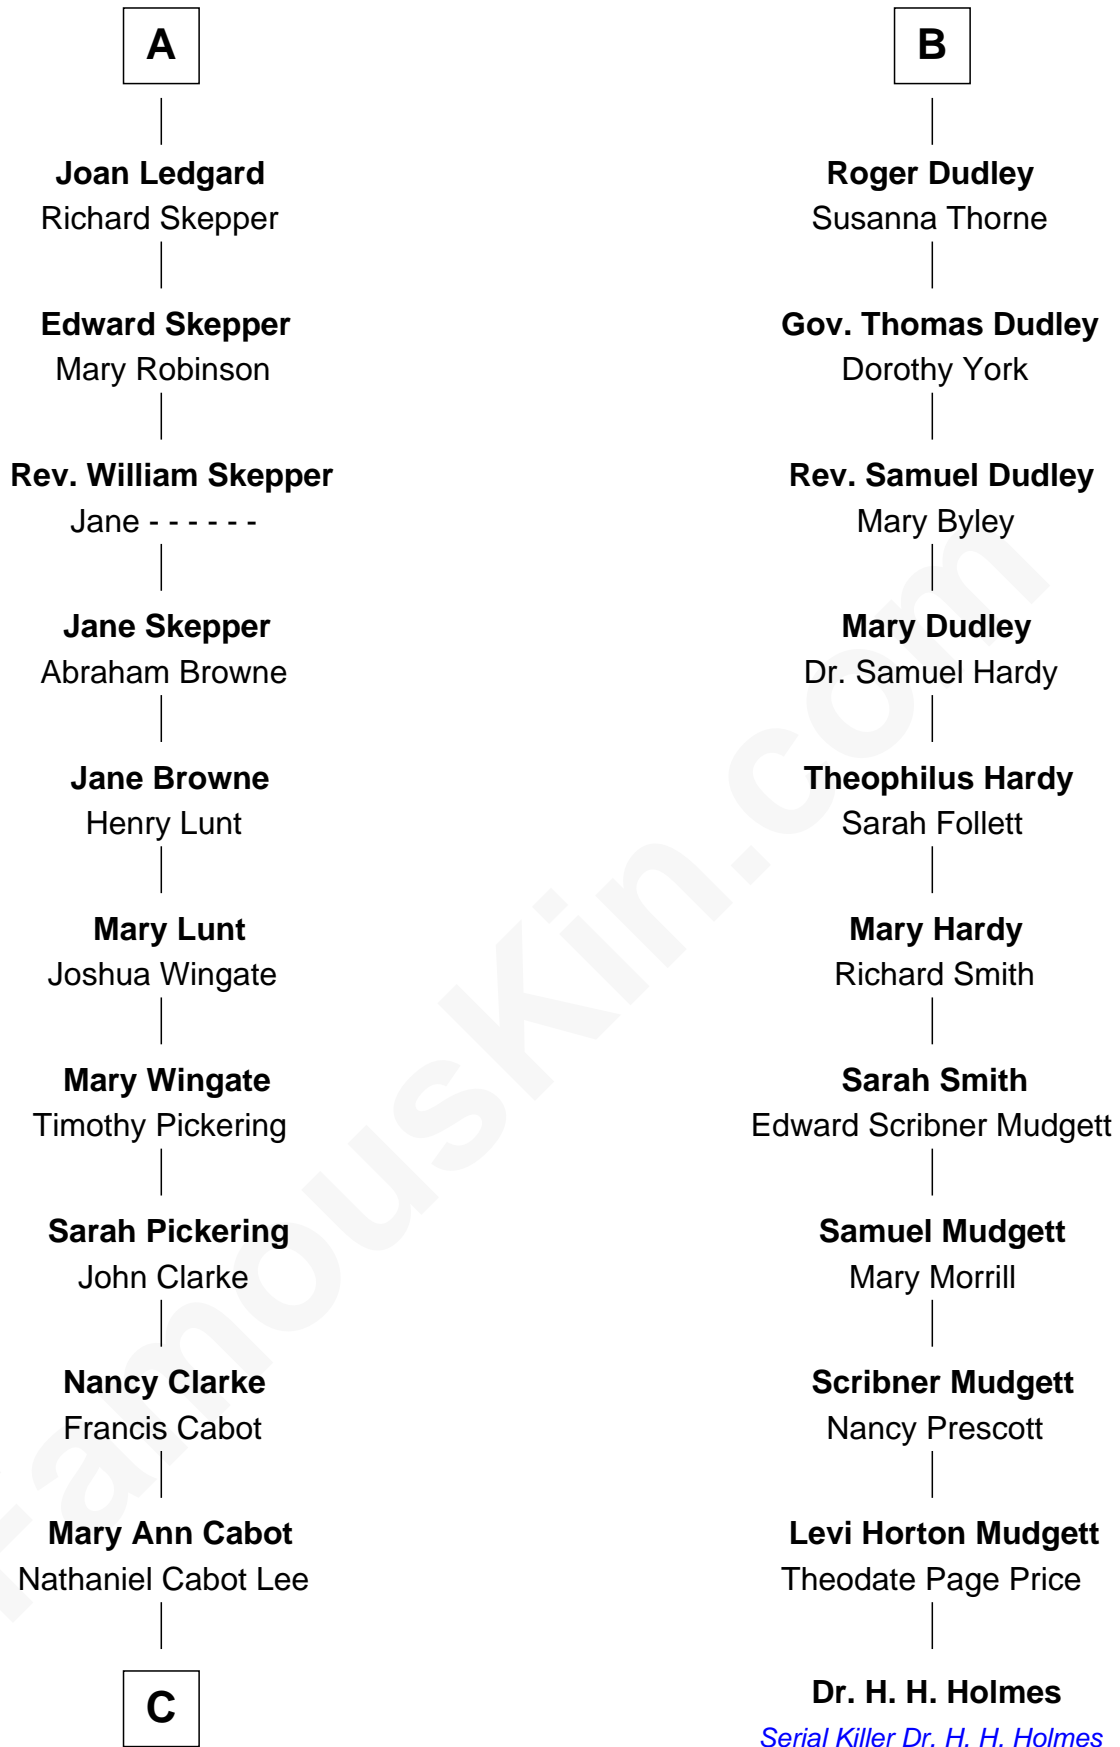 A
Joan Ledgard
Richard Skepper
Edward Skepper
Mary Robinson
Rev. William Skepper
Jane - - - - - -
Jane Skepper
Abraham Browne
Jane Browne
Henry Lunt
Mary Lunt
Joshua Wingate
Mary Wingate
Timothy Pickering
Sarah Pickering
John Clarke
Nancy Clarke
Francis Cabot
Mary Ann Cabot
Nathaniel Cabot Lee
C
B
Roger Dudley
Susanna Thorne
Gov. Thomas Dudley
Dorothy York
Rev. Samuel Dudley
Mary Byley
Mary Dudley
Dr. Samuel Hardy
Theophilus Hardy
Sarah Follett
Mary Hardy
Richard Smith
Sarah Smith
Edward Scribner Mudgett
Samuel Mudgett
Mary Morrill
Scribner Mudgett
Nancy Prescott
Levi Horton Mudgett
Theodate Page Price
Dr. H. H. Holmes
Serial Killer Dr. H. H. Holmes
FamousKin.com